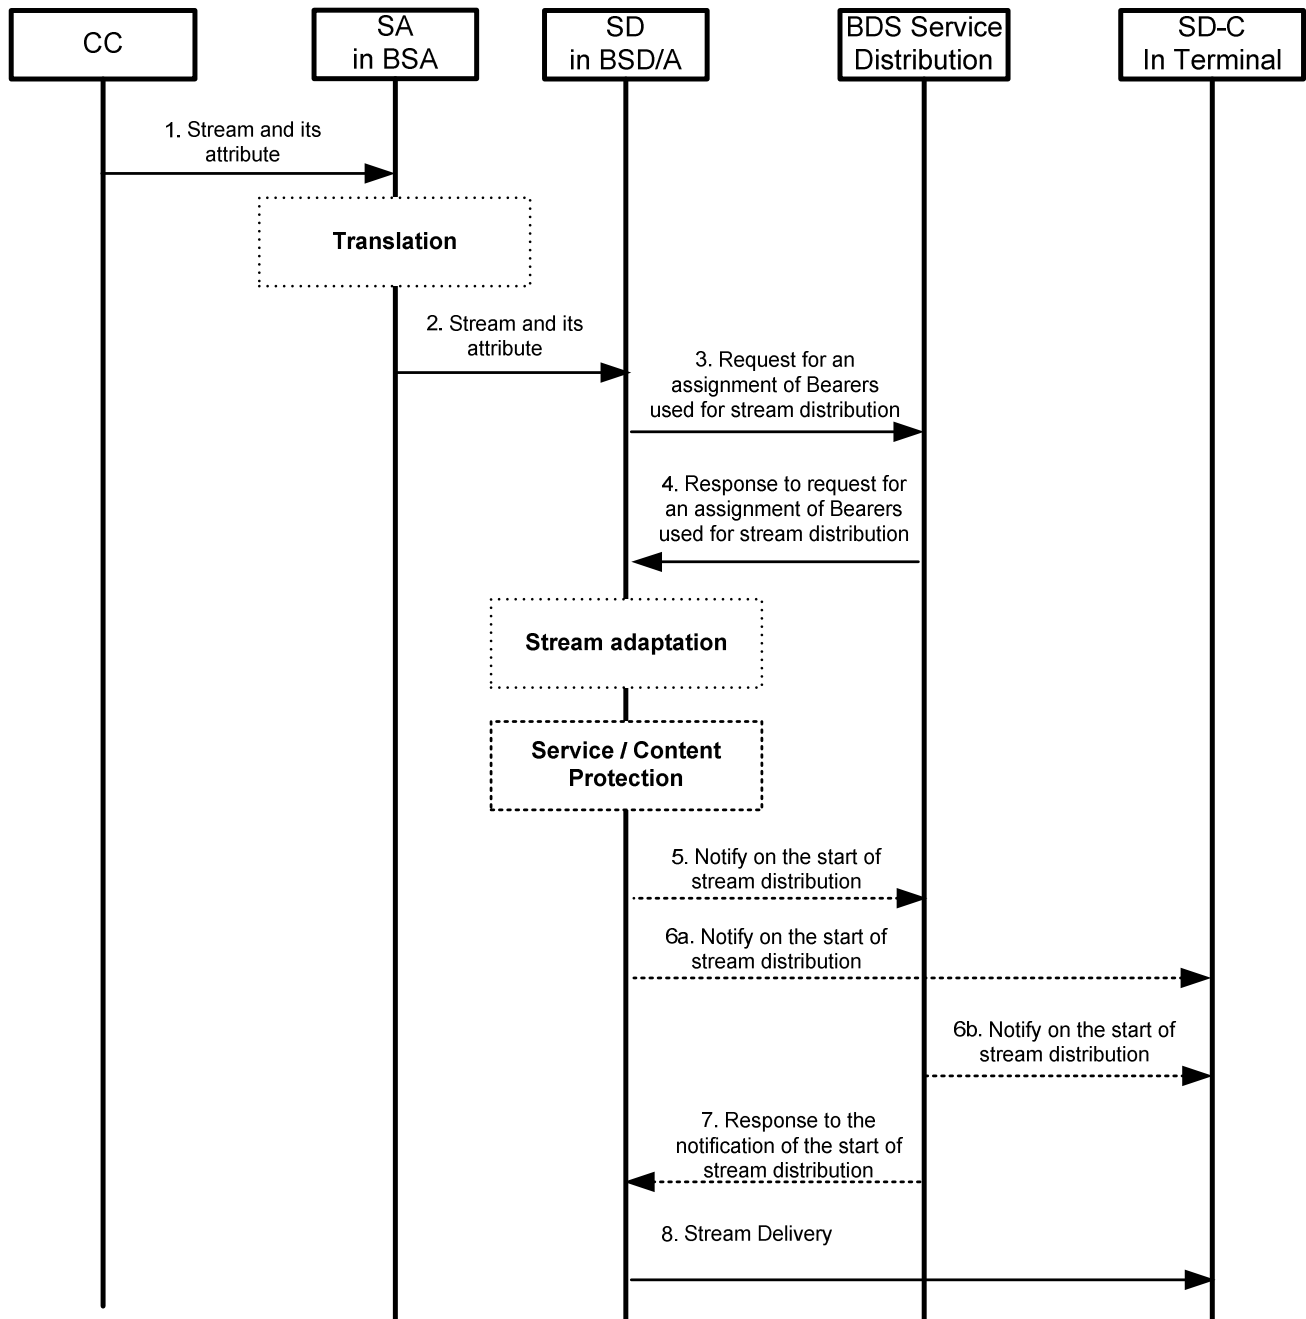 CC
SA
in BSA
SD
in BSD/A
BDS Service
Distribution
SD-C
In Terminal
1. Stream and its
attribute
Translation
2. Stream and its
attribute
3. Request for an
assignment of Bearers
used for stream distribution
4. Response to request for
an assignment of Bearers
used for stream distribution
Stream adaptation
Service / Content
Protection
5. Notify on the start of
stream distribution
6a. Notify on the start of
stream distribution
6b. Notify on the start of
stream distribution
7. Response to the
notification of the start of
stream distribution
8. Stream Delivery